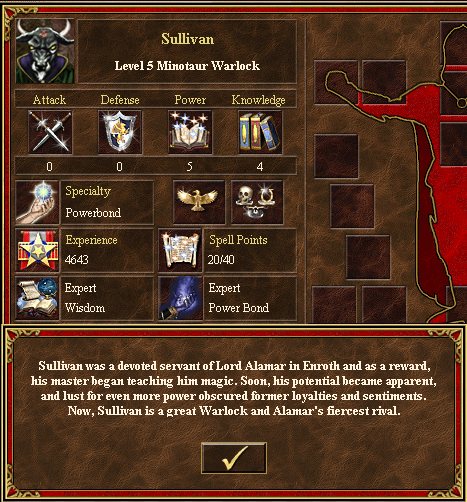 Sullivan
Level 5 Minotaur Warlock
Attack Defense Power Knowledge
0 0 5 4
Specialty
Powerbond
Experience
4643
Spell Points
20/40
Expert
Wisdom
Expert
Power Bond
Sullivan was a devoted servant of Lord Alamar in Enroth and as a reward,
his master began teaching him magic. Soon, his potential became apparent,
and lust for even more power obscured former loyalties and sentiments.
Now, Sullivan is a great Warlock and Alamar's fiercest rival.